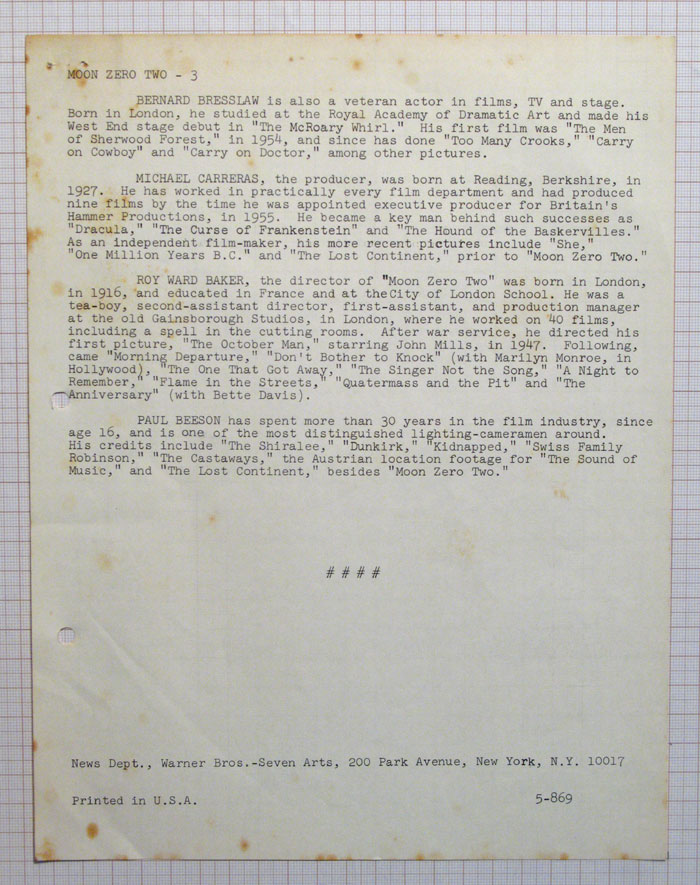 MOON ZERO TWO - 3
BERNARD BRESSLAW is also a veteran actor in films, TV and stage.
Born in London, he studied at the Royal Academy of Dramatic Art and made his
West End stage debut in "The McRoary Whirl." His first film was "The Men
of Sherwood Forest," in 1954, and since has done "Too Many Crooks," "Carry
on Cowboy" and "Carry on Doctor," among other pictures.
MICHAEL CARRERAS, the producer, was born at Reading, Berkshire, in
1927. He has worked in practically every film department and had produced
nine films by the time he was appointed executive producer for Britain's
Hammer Productions, in 1955. He became a key man behind such successes as
"Dracula," "The Curse of Frankenstein" and "The Hound of the Baskervilles."
As an independent film-maker, his more recent pictures include "She,"
"One Million Years B.C." and "The Lost Continent," prior to "Moon Zero Two."
ROY WARD BAKER, the director of "Moon Zero Two" was born in London,
in 1916, and educated in France and at theCity of London School. He was a
tea-boy, second-assistant director, first-assistant, and production manager
at the old Gainsborough Studios, in London, where he worked on 40 films,
including a spell in the cutting rooms. After war service, he directed his
first picture, "The October Man," starring John Mills, in 1947. Following,
came "Morning Departure," "Don't Bother to Knock" (with Marilyn Monroe, in
Hollywood), "The One That Got Away," "The Singer Not the Song," "A Night to
Remember," "Flame in the Streets," "Quatermass and the Pit" and "The
Anniversary" (with Bette Davis).
PAUL BEESON has spent more than 30 years in the film industry, since
age 16, and is one of the most distinguished lighting-cameramen around.
His credits include "The Shiralee," "Dunkirk," "Kidnapped," "Swiss Family
Robinson," "The Castaways," the Austrian location footage for "The Sound of
Music," and "The Lost Continent," besides "Moon Zero Two."
# # # #
News Dept., Warner Bros.-Seven Arts, 200 Park Avenue, New York, N.Y. 10017
Printed in U.S.A. 5-869